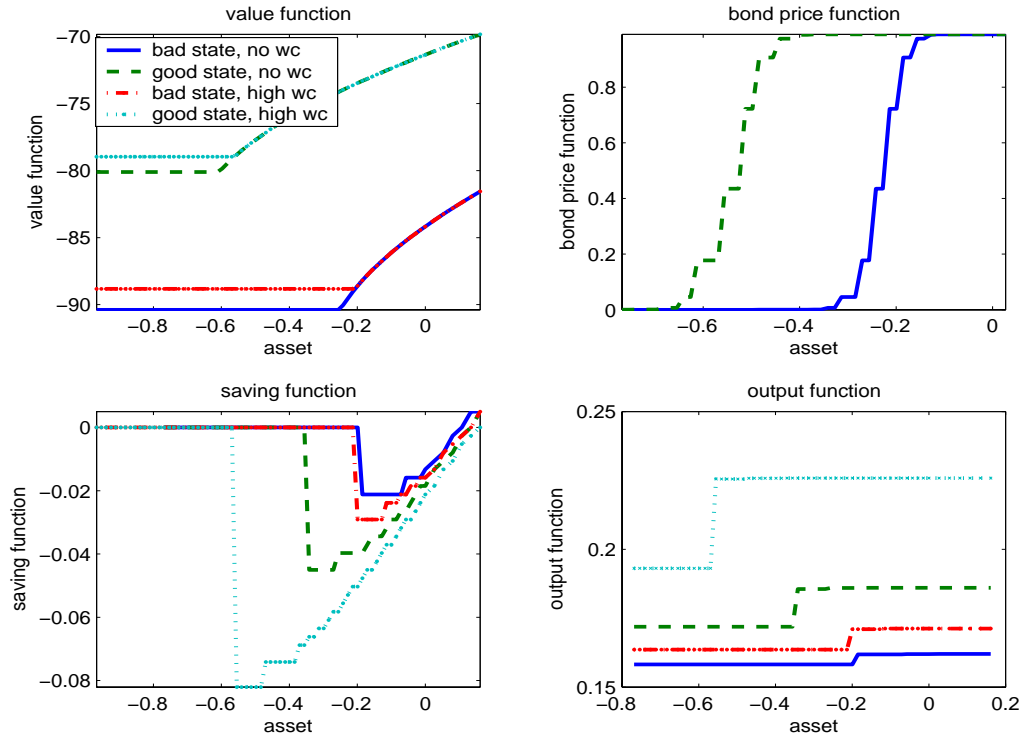 value function
−70
−75
−80
−85
−90
value function
bad state, no wc
good state, no wc
bad state, high wc
good state, high wc
−0.8 −0.6 −0.4 −0.2 0
asset
bond price function
0.8
0.6
0.4
0.2
0
bond price function
−0.6 −0.4 −0.2 0
asset
saving function
0
−0.02
−0.04
−0.06
−0.08
saving function
−0.8 −0.6 −0.4 −0.2 0
asset
output function
0.25
0.2
0.15
output function
−0.8 −0.6 −0.4 −0.2 0 0.2
asset